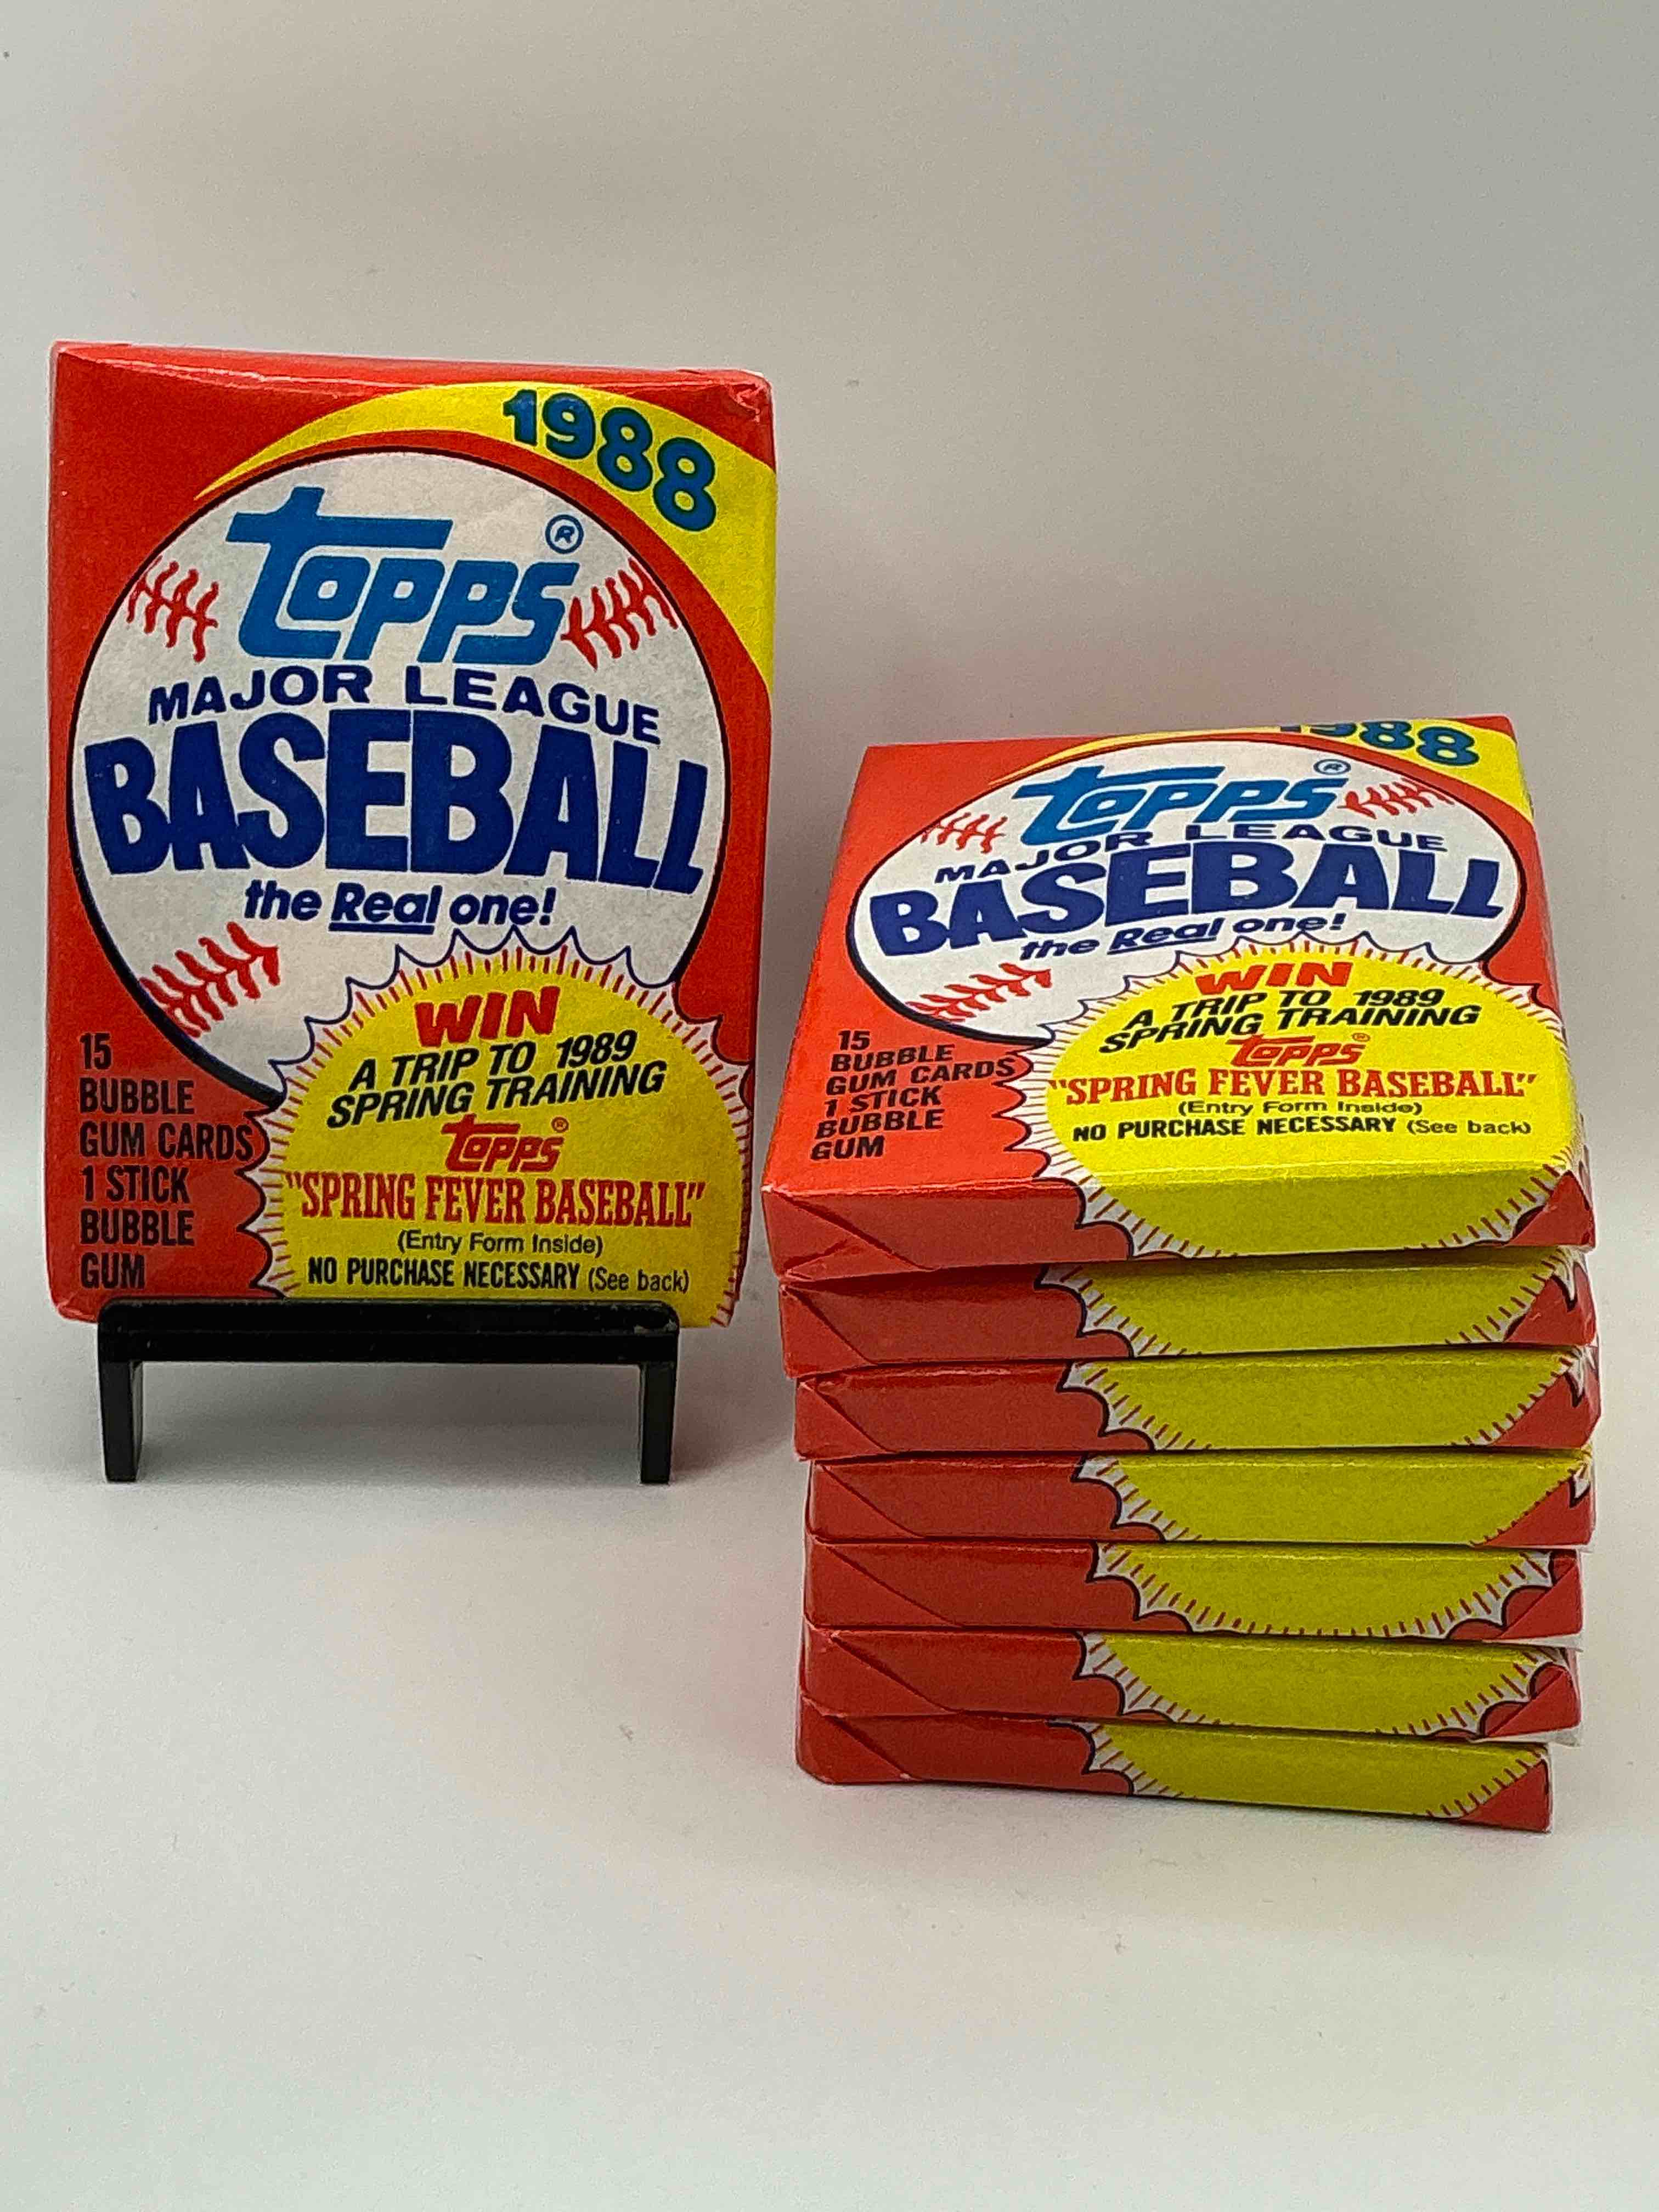 1988
Topps®
MAJOR LEAGUE
BASEBALL
the Real one!
WIN
A TRIP TO 1989
SPRING TRAINING
Topps®
"SPRING FEVER BASEBALL"
(Entry Form Inside)
NO PURCHASE NECESSARY (See back)
15
BUBBLE
GUM CARDS
1 STICK
BUBBLE
GUM
1988
Topps®
MAJOR LEAGUE
BASEBALL
the Real one!
WIN
A TRIP TO 1989
SPRING TRAINING
Topps®
"SPRING FEVER BASEBALL"
(Entry Form Inside)
NO PURCHASE NECESSARY (See back)
15
BUBBLE
GUM CARDS
1 STICK
BUBBLE
GUM